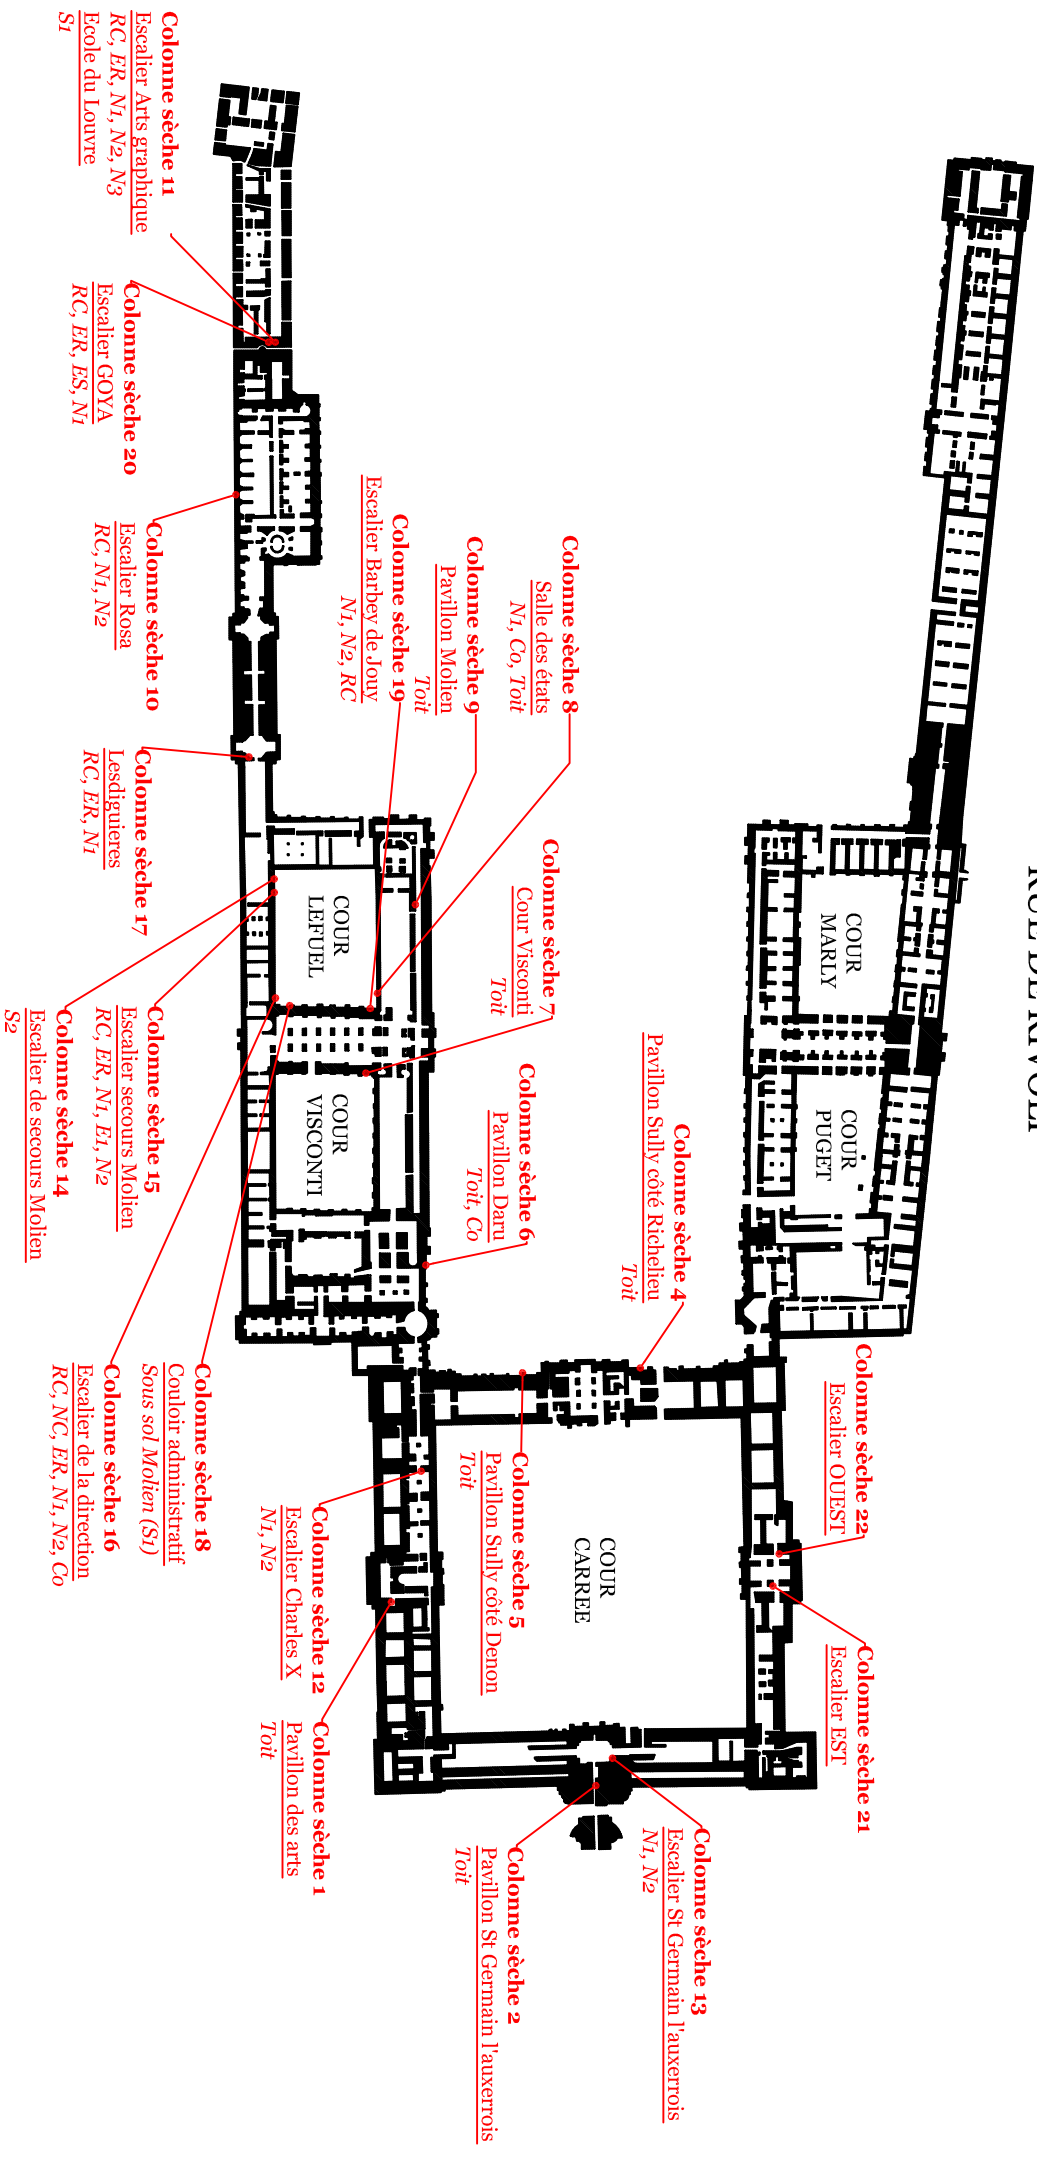 RUE DE RIVOLI
Colonne sèche 11
Escalier Arts graphique
RC, ER, N1, N2, N3
Ecole du Louvre
S1
Colonne sèche 20
Escalier GOYA
RC, ER, ES, N1
Colonne sèche 10
Escalier Rosa
RC, N1, N2
Colonne sèche 17
Lesdiguieres
RC, ER, N1
Colonne sèche 19
Escalier Barbey de Jouy
N1, N2, RC
Colonne sèche 9
Pavillon Molien
Toit
Colonne sèche 8
Salle des états
N1, Co, Toit
Colonne sèche 7
Cour Visconti
Toit
Colonne sèche 6
Pavillon Daru
Toit, Co
Colonne sèche 4
Pavillon Sully côté Richelieu
Toit
COUR
MARLY
COUR
PUGET
COUR
LEFUEL
COUR
VISCONTI
COUR
CARREE
Colonne sèche 14
Escalier de secours Molien
S2
Colonne sèche 15
Escalier secours Molien
RC, ER, N1, E1, N2
Colonne sèche 16
Escalier de la direction
RC, NC, ER, N1, N2, Co
Colonne sèche 18
Couloir administratif
Sous sol Molien (S1)
Colonne sèche 12
Escalier Charles X
N1, N2
Colonne sèche 5
Pavillon Sully côté Denon
Toit
Colonne sèche 22
Escalier OUEST
Colonne sèche 21
Escalier EST
Colonne sèche 1
Pavillon des arts
Toit
Colonne sèche 2
Pavillon St Germain l'auxerrois
Toit
Colonne sèche 13
Escalier St Germain l'auxerrois
N1, N2